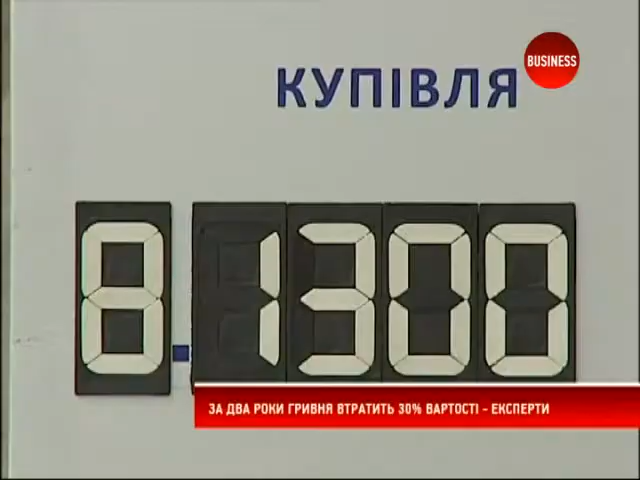 BUSINESS
КУПІВЛЯ
8.1300
ЗА ДВА РОКИ ГРИВНЯ ВТРАТИТЬ 30% ВАРТОСТІ - ЕКСПЕРТИ